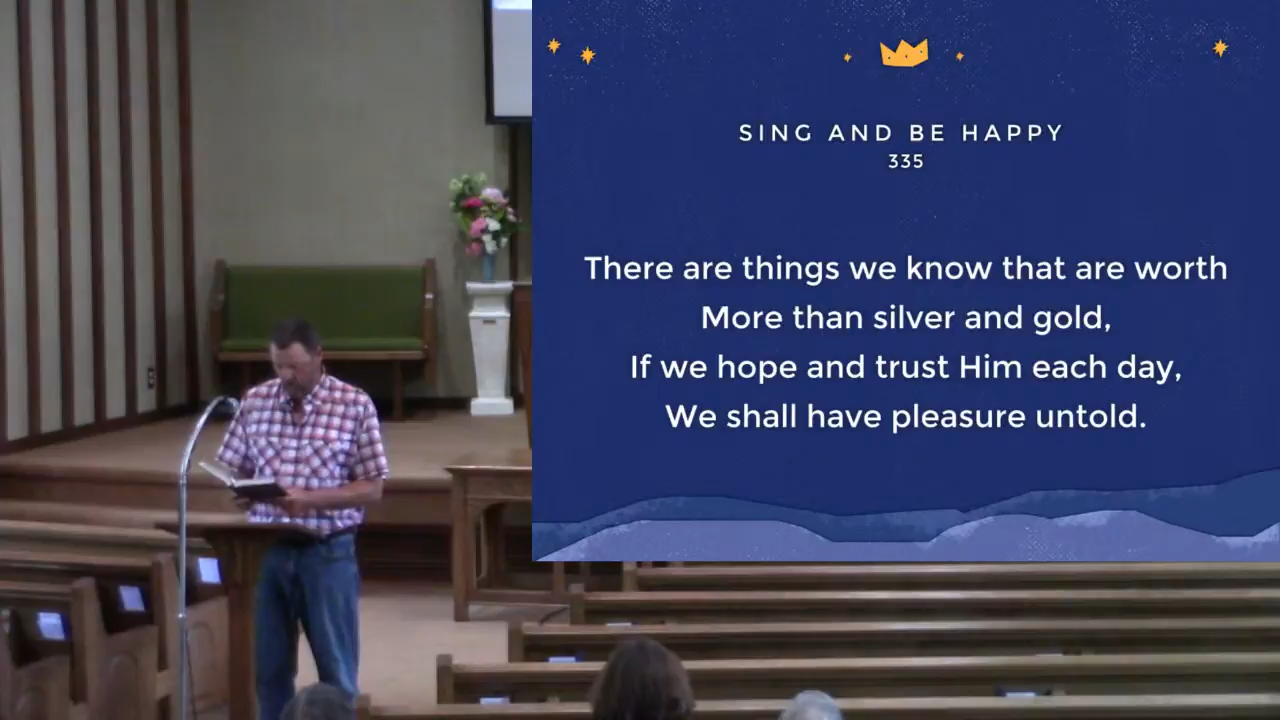 SING AND BE HAPPY
335
There are things we know that are worth
More than silver and gold,
If we hope and trust Him each day,
We shall have pleasure untold.